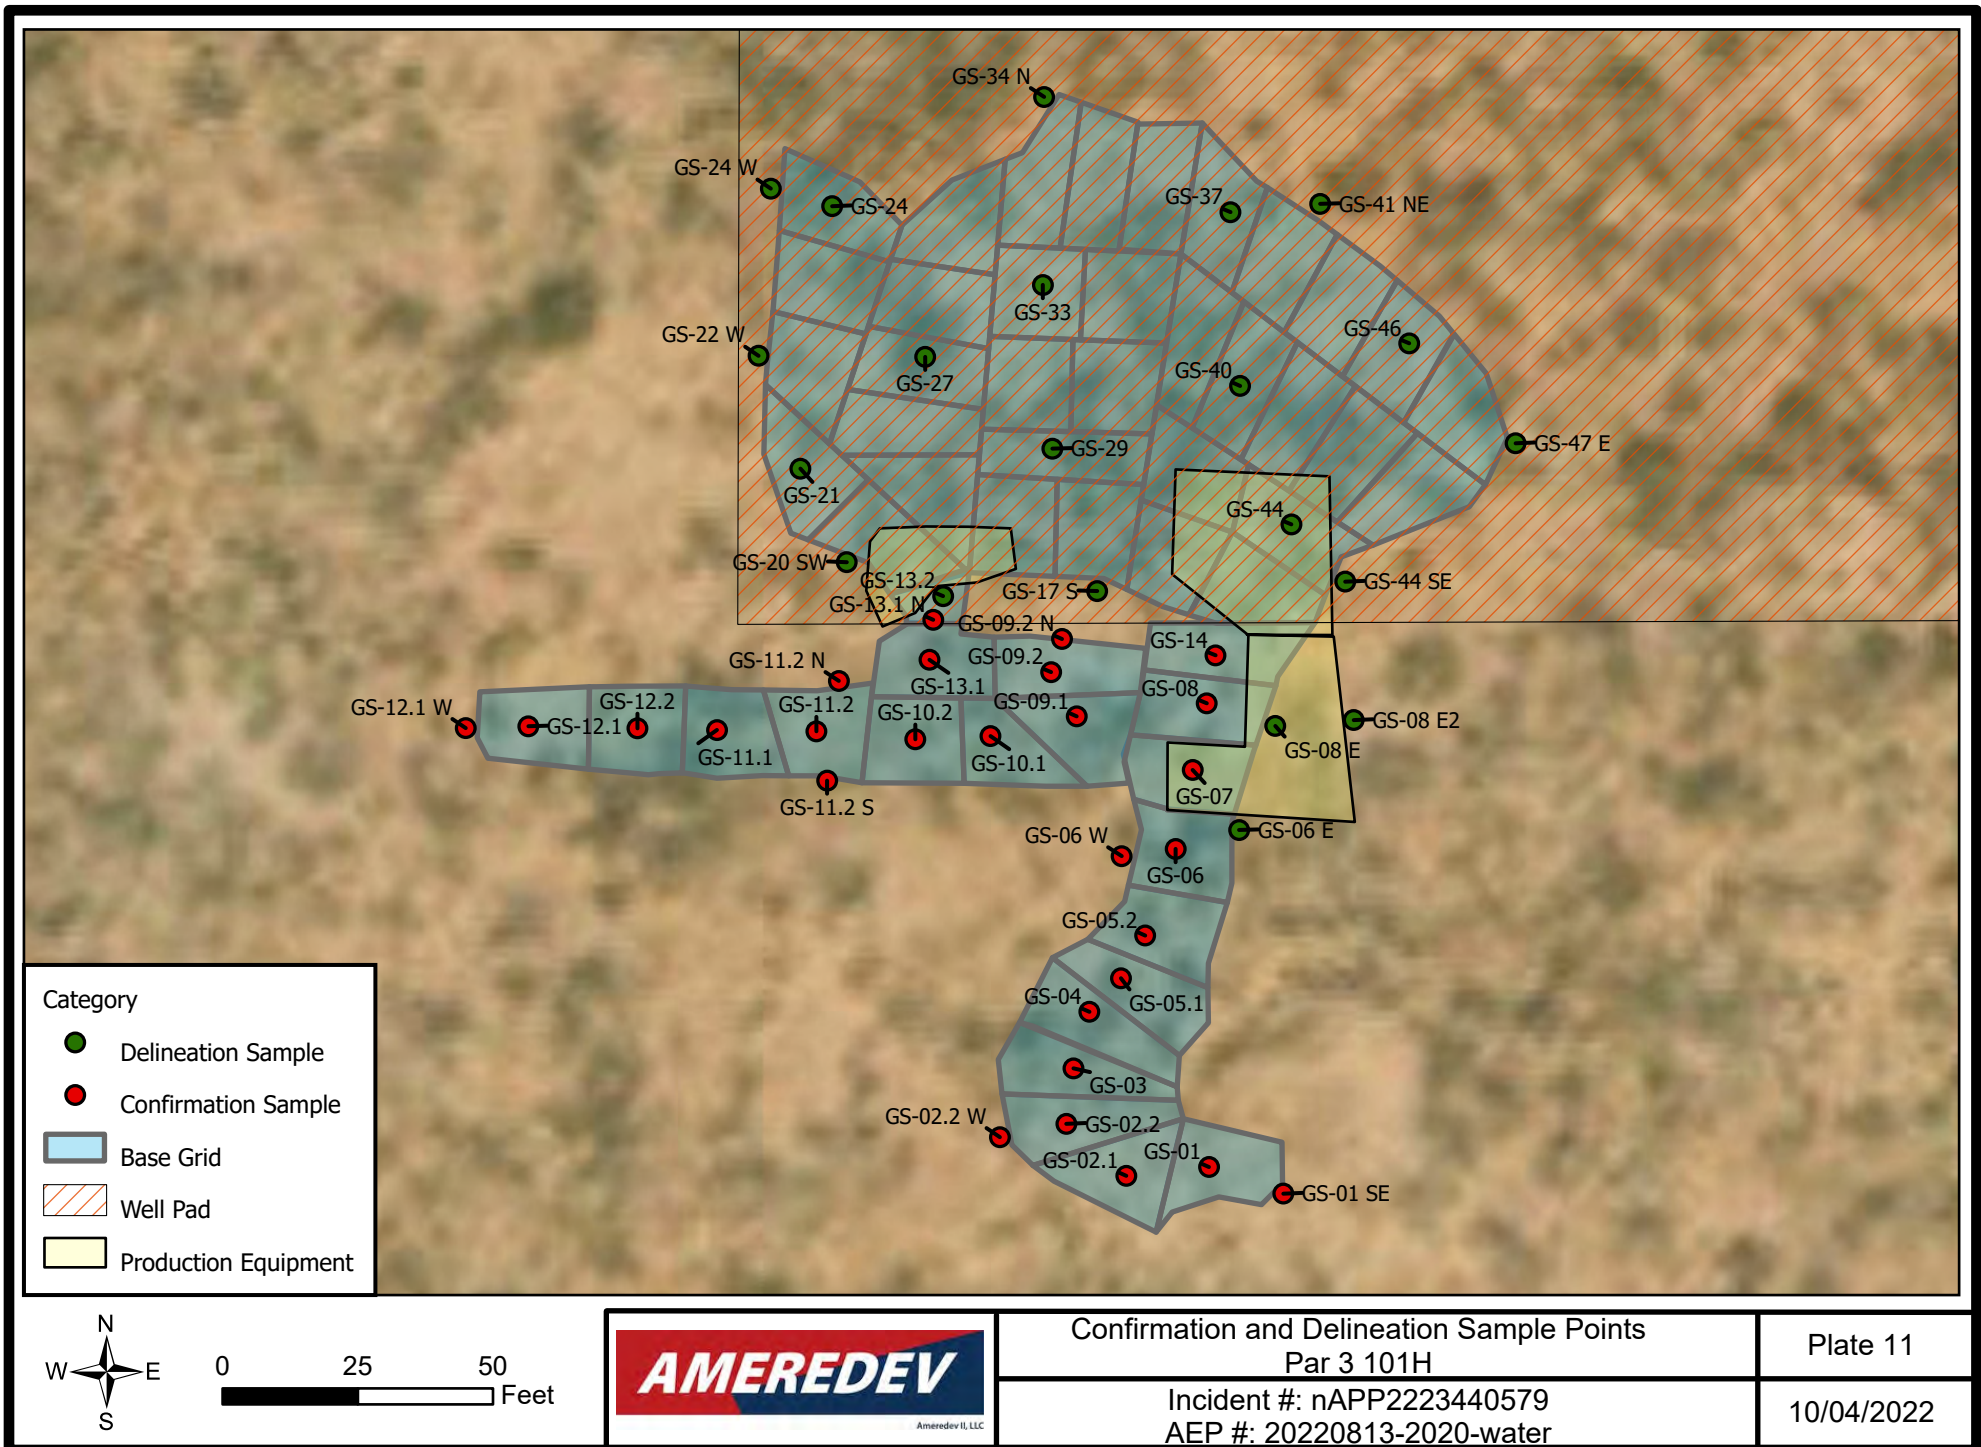 GS-34 N
GS-24 W
GS-24
GS-37
GS-41 NE
GS-33
GS-22 W
GS-46
GS-27
GS-40
GS-29
GS-47 E
GS-21
GS-44
GS-20 SW
GS-13.2
GS-17 S
GS-44 SE
GS-13.1 N
GS-09.2 N
GS-14
GS-11.2 N
GS-09.2
GS-13.1
GS-08
GS-12.1 W
GS-12.2
GS-11.2
GS-10.2
GS-09.1
GS-12.1
GS-08 E2
GS-11.1
GS-10.1
GS-08 E
GS-11.2 S
GS-07
GS-06 W
GS-06 E
GS-06
GS-05.2
GS-04
GS-05.1
GS-03
GS-02.2 W
GS-02.2
GS-02.1
GS-01
GS-01 SE
Category
Delineation Sample
Confirmation Sample
Base Grid
Well Pad
Production Equipment
N
W E
S
0 25 50
Feet
AMEREDEV
Ameredev II, LLC
Confirmation and Delineation Sample Points
Par 3 101H
Incident #: nAPP2223440579
AEP #: 20220813-2020-water
Plate 11
10/04/2022